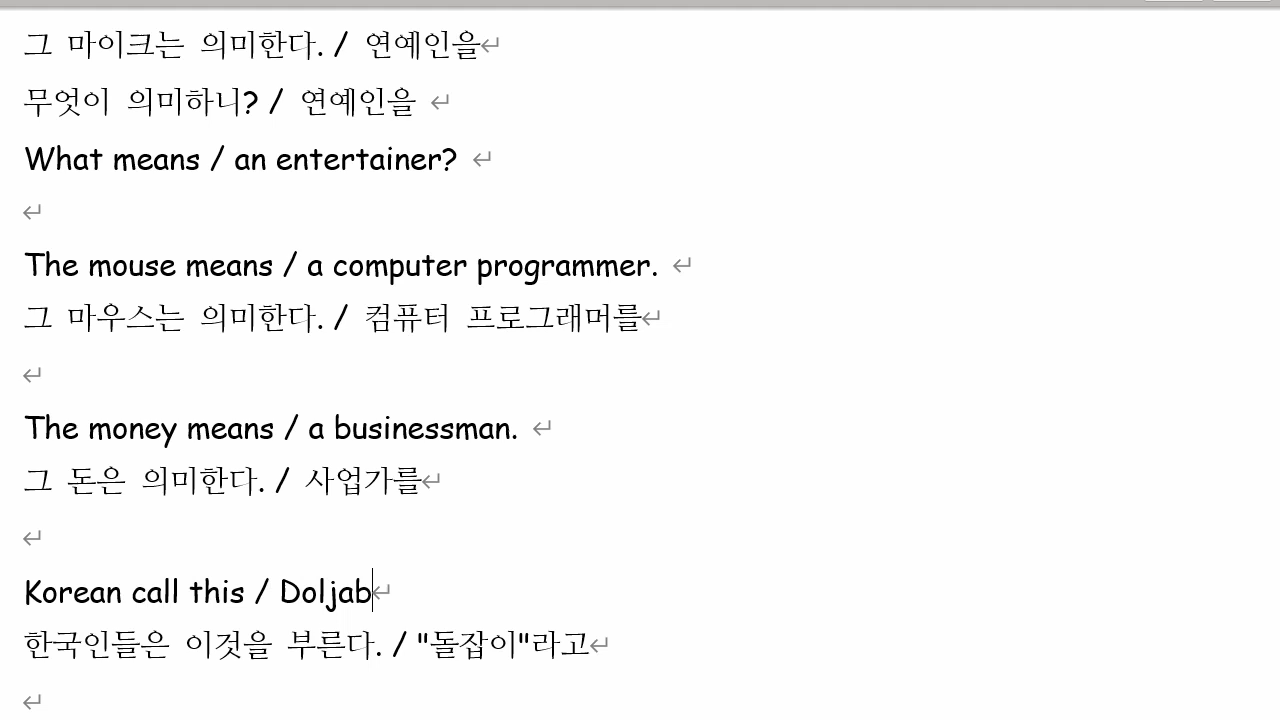 그 마이크는 의미한다. / 연예인을
무엇이 의미하니? / 연예인을
What means / an entertainer?
The mouse means / a computer programmer.
그 마우스는 의미한다. / 컴퓨터 프로그래머를
The money means / a businessman.
그 돈은 의미한다. / 사업가를
Korean call this / Doljab
한국인들은 이것을 부른다. / "돌잡이"라고